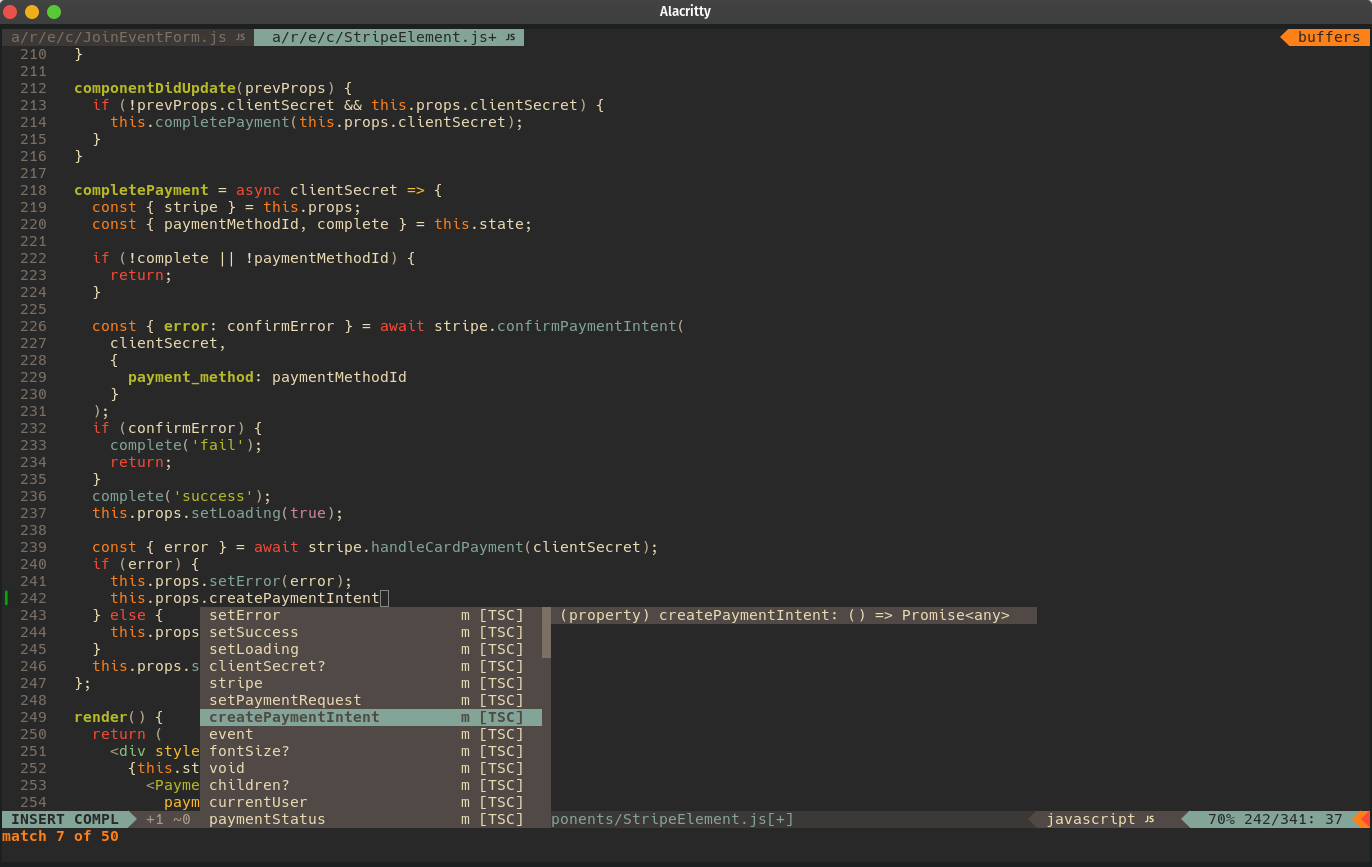 Alacritty
a/r/e/c/JoinEventForm.js JS a/r/e/c/StripeElement.js+ JS buffers
210 }
211
212 componentDidUpdate(prevProps) {
213 if (!prevProps.clientSecret && this.props.clientSecret) {
214 this.completePayment(this.props.clientSecret);
215 }
216 }
217
218 completePayment = async clientSecret => {
219 const { stripe } = this.props;
220 const { paymentMethodId, complete } = this.state;
221
222 if (!complete || !paymentMethodId) {
223 return;
224 }
225
226 const { error: confirmError } = await stripe.confirmPaymentIntent(
227 clientSecret,
228 {
229 payment_method: paymentMethodId
230 }
231 );
232 if (confirmError) {
233 complete('fail');
234 return;
235 }
236 complete('success');
237 this.props.setLoading(true);
238
239 const { error } = await stripe.handleCardPayment(clientSecret);
240 if (error) {
241 this.props.setError(error);
242 this.props.createPaymentIntent
243 } else { setError m [TSC] (property) createPaymentIntent: () => Promise<any>
244 this.props setSuccess m [TSC]
245 } setLoading m [TSC]
246 this.props.s clientSecret? m [TSC]
247 }; stripe m [TSC]
248 setPaymentRequest m [TSC]
249 render() { createPaymentIntent m [TSC]
250 return ( event m [TSC]
251 <div style fontSize? m [TSC]
252 {this.st void m [TSC]
253 <Payme children? m [TSC]
254 paym currentUser m [TSC]
INSERT COMPL +1 ~0 paymentStatus m [TSC] ponents/StripeElement.js[+] javascript JS 70% 242/341: 37
match 7 of 50